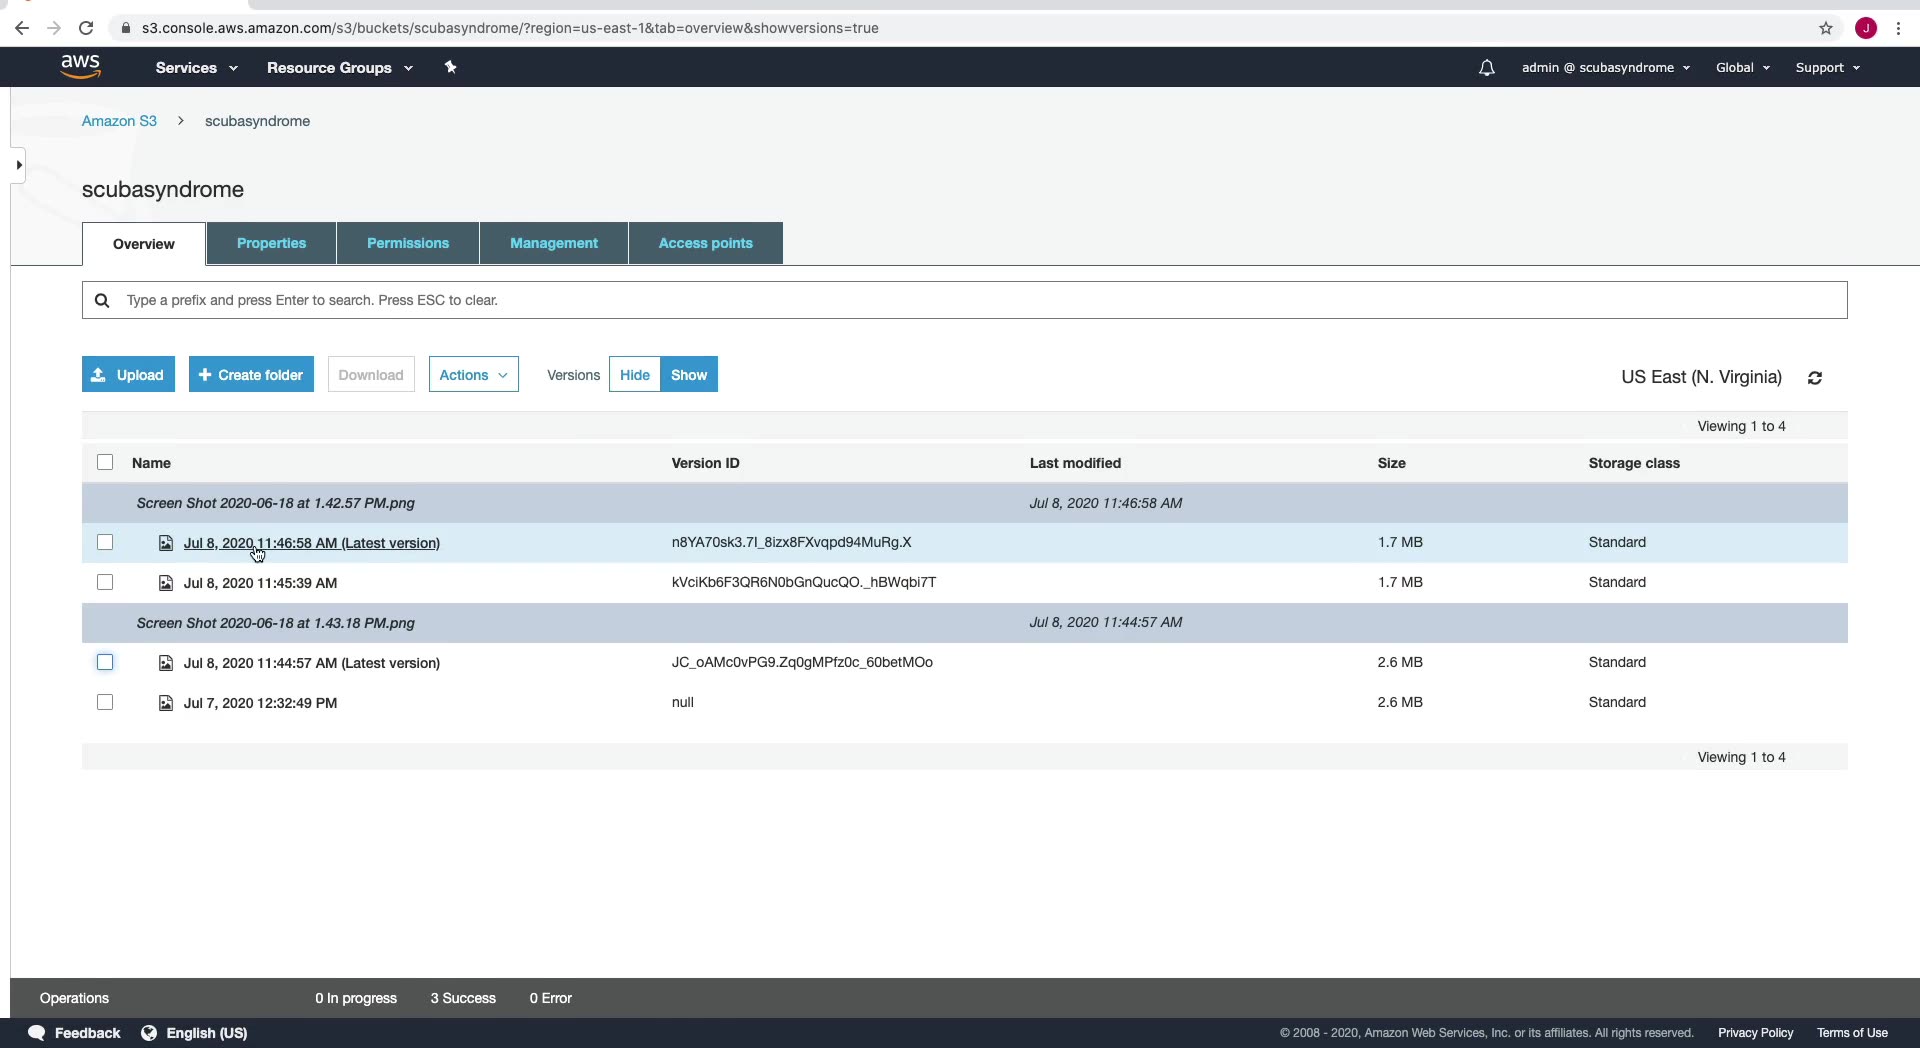 s3.console.aws.amazon.com/s3/buckets/scubasyndrome/?region=us-east-1&tab=overview&showversions=true
J
aws Services Resource Groups admin @ scubasyndrome Global Support
Amazon S3 > scubasyndrome
scubasyndrome
Overview Properties Permissions Management Access points
Type a prefix and press Enter to search. Press ESC to clear.
Upload + Create folder Download Actions Versions Hide Show US East (N. Virginia)
Viewing 1 to 4
Name Version ID Last modified Size Storage class
Screen Shot 2020-06-18 at 1.42.57 PM.png Jul 8, 2020 11:46:58 AM
Jul 8, 2020 11:46:58 AM (Latest version) n8YA70sk3.7l_8izx8FXvqpd94MuRg.X 1.7 MB Standard
Jul 8, 2020 11:45:39 AM kVciKb6F3QR6N0bGnQucQO._hBWqbi7T 1.7 MB Standard
Screen Shot 2020-06-18 at 1.43.18 PM.png Jul 8, 2020 11:44:57 AM
Jul 8, 2020 11:44:57 AM (Latest version) JC_oAMc0vPG9.Zq0gMPfz0c_60betMOo 2.6 MB Standard
Jul 7, 2020 12:32:49 PM null 2.6 MB Standard
Viewing 1 to 4
Operations 0 In progress 3 Success 0 Error
Feedback English (US) © 2008 - 2020, Amazon Web Services, Inc. or its affiliates. All rights reserved. Privacy Policy Terms of Use